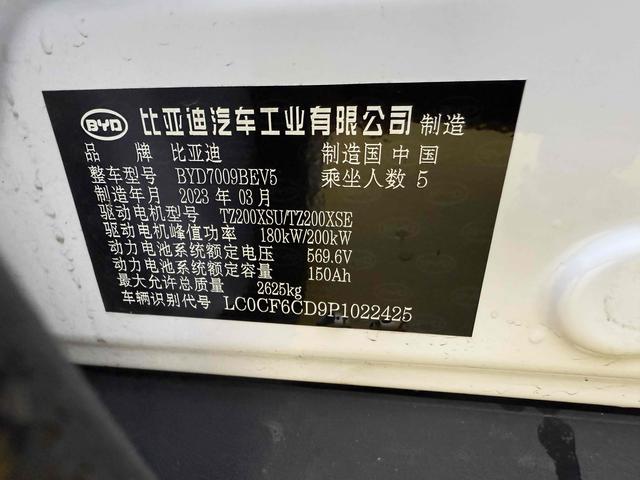 BYD 比亚迪汽车工业有限公司 制造
品 牌 比亚迪 制造国 中 国
整车型号 BYD7009BEV5 乘坐人数 5
制造年月 2023 年 03 月
驱动电机型号 TZ200XSU/TZ200XSE
驱动电机峰值功率 180kW/200kW
动力电池系统额定电压 569.6V
动力电池系统额定容量 150Ah
最大允许总质量 2625kg
车辆识别代号 LC0CF6CD9P1022425